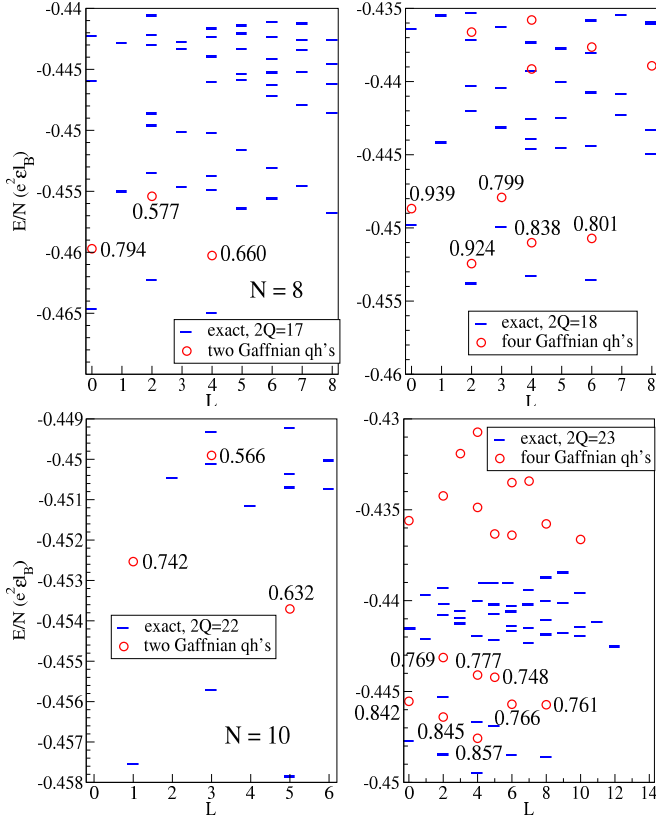 -0.44
-0.445
-0.45
-0.455
-0.46
-0.465
E/N (e²εl_B)
0.577
0.794
0.660
N = 8
exact, 2Q=17
two Gaffnian qh's
0 1 2 3 4 5 6 7 8
L
-0.435
-0.44
-0.445
-0.45
-0.455
-0.46
0.939
0.799
0.924
0.838
0.801
exact, 2Q=18
four Gaffnian qh's
0 1 2 3 4 5 6 7 8
L
-0.449
-0.45
-0.451
-0.452
-0.453
-0.454
-0.455
-0.456
-0.457
-0.458
E/N (e²εl_B)
0.566
0.742
0.632
exact, 2Q=22
two Gaffnian qh's
N = 10
0 1 2 3 4 5 6
L
-0.43
-0.435
-0.44
-0.445
-0.45
exact, 2Q=23
four Gaffnian qh's
0.769
0.777
0.748
0.842
0.845
0.857
0.766
0.761
0 2 4 6 8 10 12 14
L